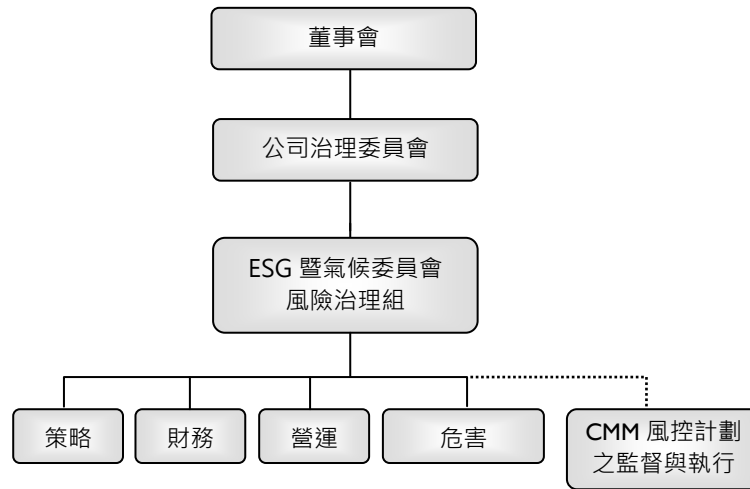 董事會
公司治理委員會
ESG 暨氣候委員會
風險治理組
策略
財務
營運
危害
CMM 風控計劃
之監督與執行